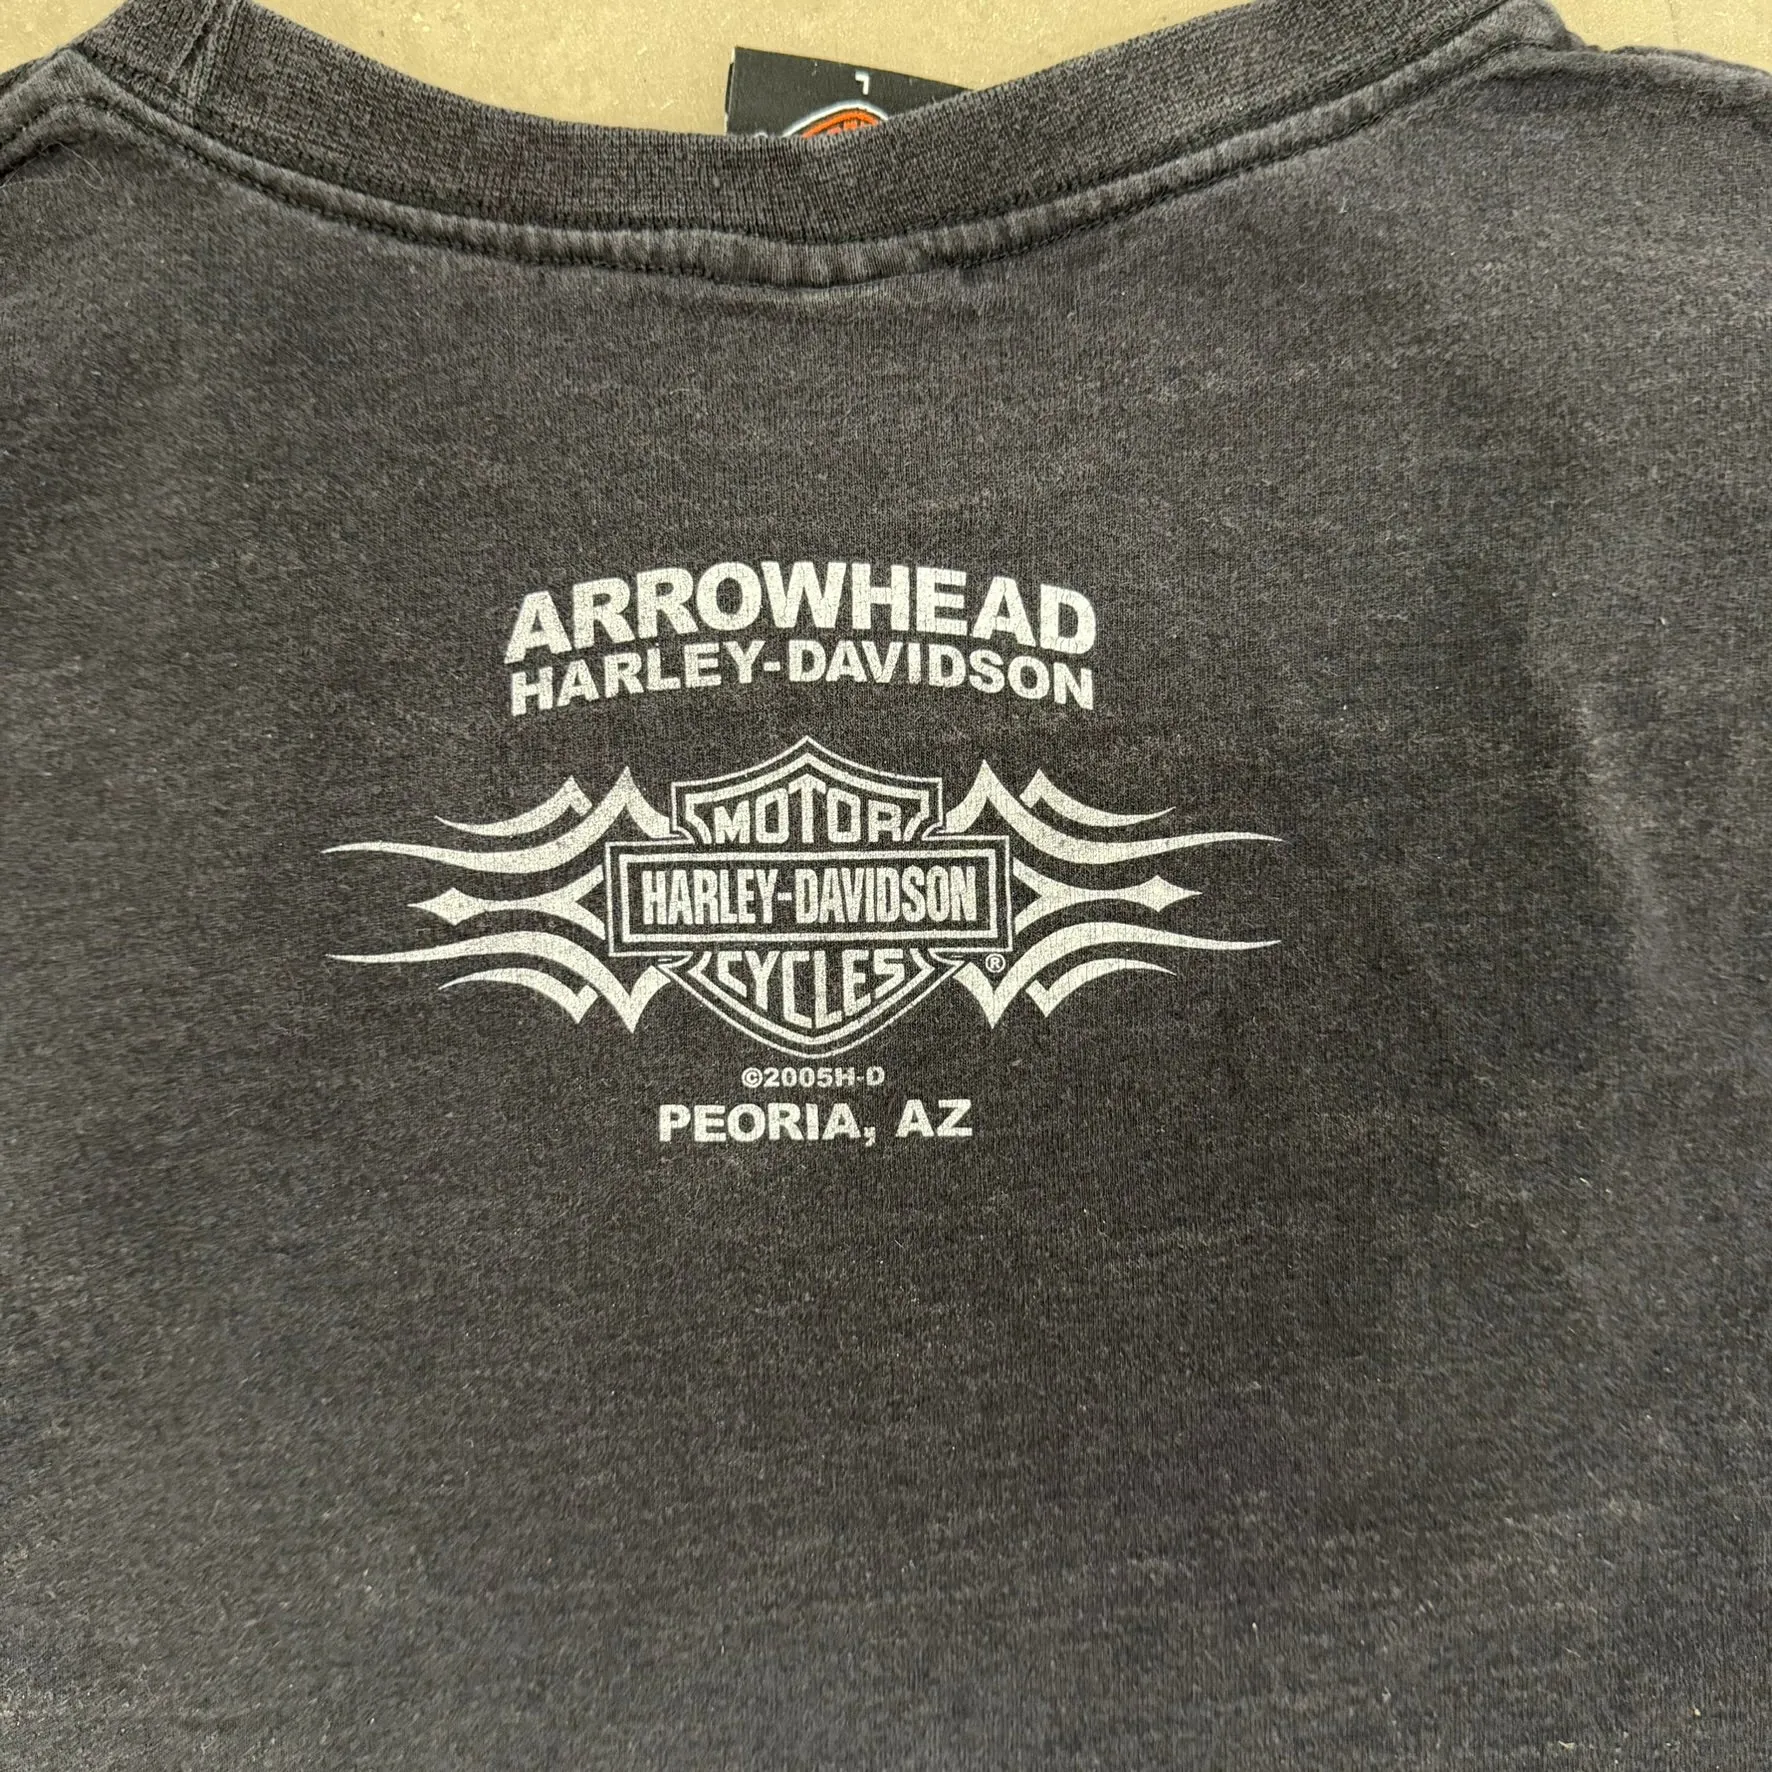 L
ARROWHEAD
HARLEY-DAVIDSON
MOTOR
HARLEY-DAVIDSON
CYCLES
®
©2005H-D
PEORIA, AZ